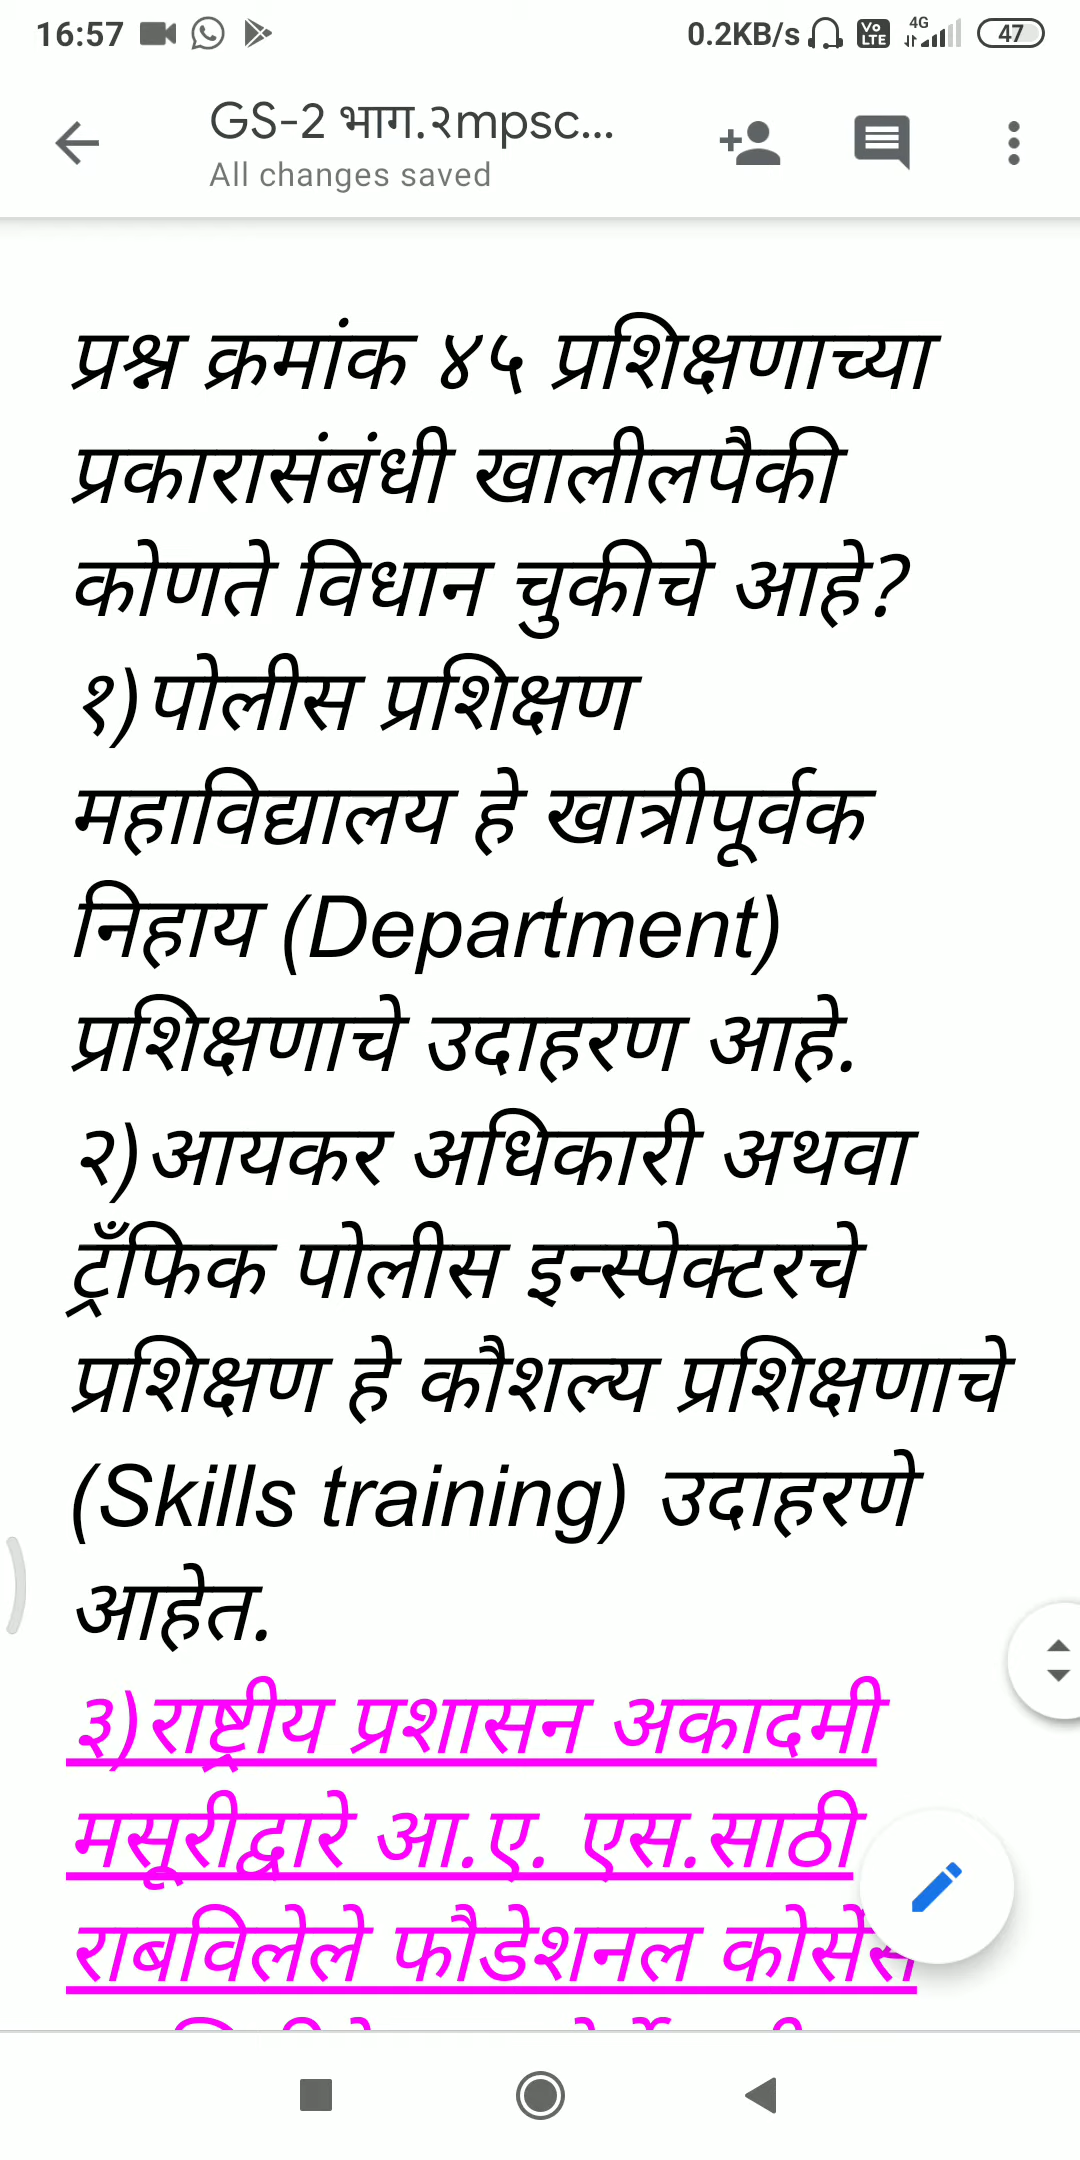 16:57
0.2KB/s
Vo LTE
4G
47
GS-2 भाग.२mpsc...
All changes saved
प्रश्न क्रमांक ४५ प्रशिक्षणाच्या
प्रकारासंबंधी खालीलपैकी
कोणते विधान चुकीचे आहे?
१)पोलीस प्रशिक्षण
महाविद्यालय हे खात्रीपूर्वक
निहाय (Department)
प्रशिक्षणाचे उदाहरण आहे.
२)आयकर अधिकारी अथवा
ट्रँफिक पोलीस इन्स्पेक्टरचे
प्रशिक्षण हे कौशल्य प्रशिक्षणाचे
(Skills training) उदाहरणे
आहेत.
३)राष्ट्रीय प्रशासन अकादमी
मसूरीद्वारे आ.ए. एस.साठी
राबविलेले फौडेशनल कोर्सेस